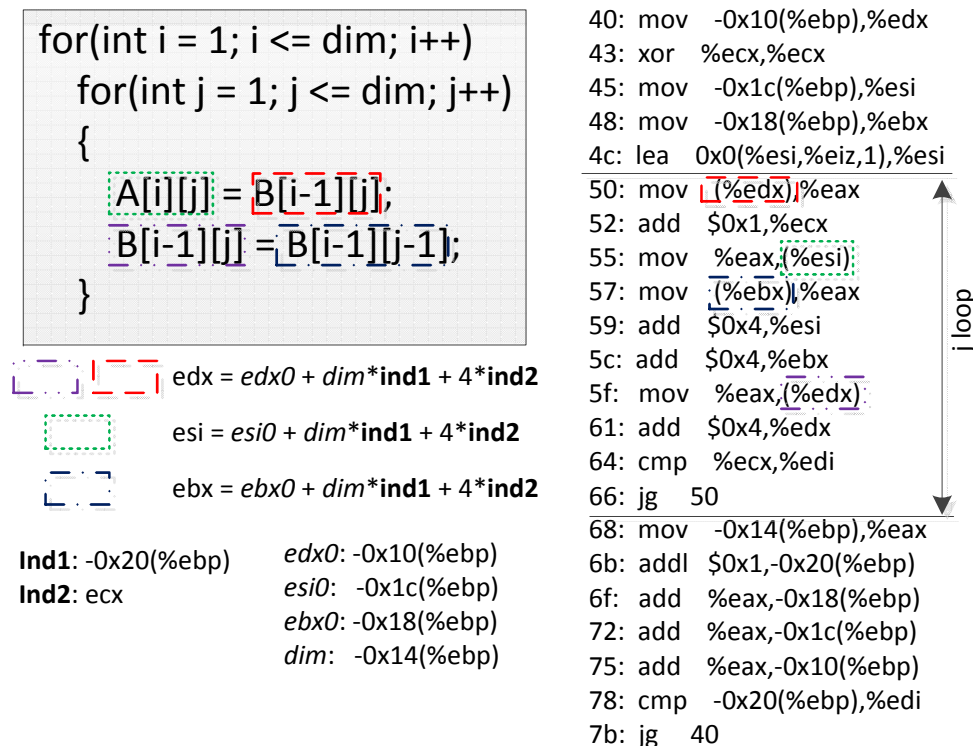 for(int i = 1; i <= dim; i++)
for(int j = 1; j <= dim; j++)
{
A[i][j] = B[i-1][j];
B[i-1][j] = B[i-1][j-1];
}
edx = edx0 + dim*ind1 + 4*ind2
esi = esi0 + dim*ind1 + 4*ind2
ebx = ebx0 + dim*ind1 + 4*ind2
Ind1: -0x20(%ebp)
Ind2: ecx
edx0: -0x10(%ebp)
esi0: -0x1c(%ebp)
ebx0: -0x18(%ebp)
dim: -0x14(%ebp)
40: mov -0x10(%ebp),%edx
43: xor %ecx,%ecx
45: mov -0x1c(%ebp),%esi
48: mov -0x18(%ebp),%ebx
4c: lea 0x0(%esi,%eiz,1),%esi
50: mov (%edx),%eax
52: add $0x1,%ecx
55: mov %eax,(%esi)
57: mov (%ebx),%eax
59: add $0x4,%esi
5c: add $0x4,%ebx
5f: mov %eax,(%edx)
61: add $0x4,%edx
64: cmp %ecx,%edi
66: jg 50
j loop
68: mov -0x14(%ebp),%eax
6b: addl $0x1,-0x20(%ebp)
6f: add %eax,-0x18(%ebp)
72: add %eax,-0x1c(%ebp)
75: add %eax,-0x10(%ebp)
78: cmp -0x20(%ebp),%edi
7b: jg 40